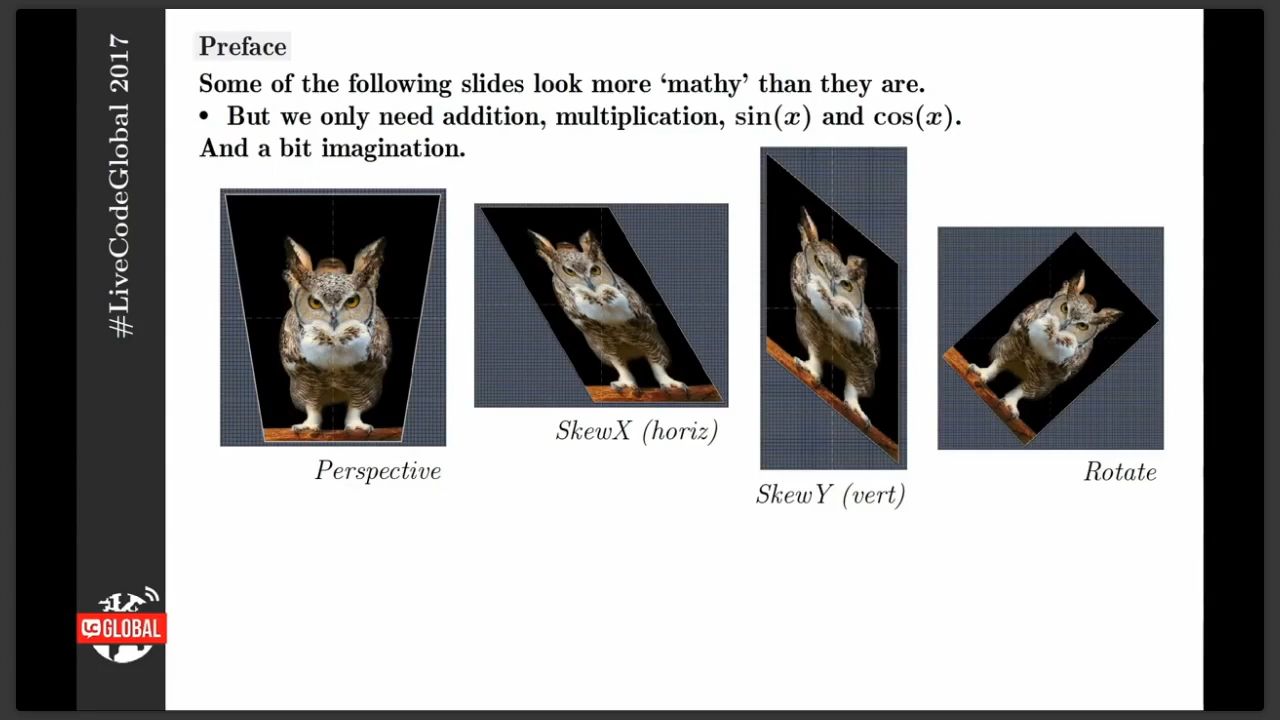 #LiveCodeGlobal 2017
Preface
Some of the following slides look more ‘mathy’ than they are.
• But we only need addition, multiplication, sin(x) and cos(x).
And a bit imagination.
Perspective
SkewX (horiz)
SkewY (vert)
Rotate
LC GLOBAL